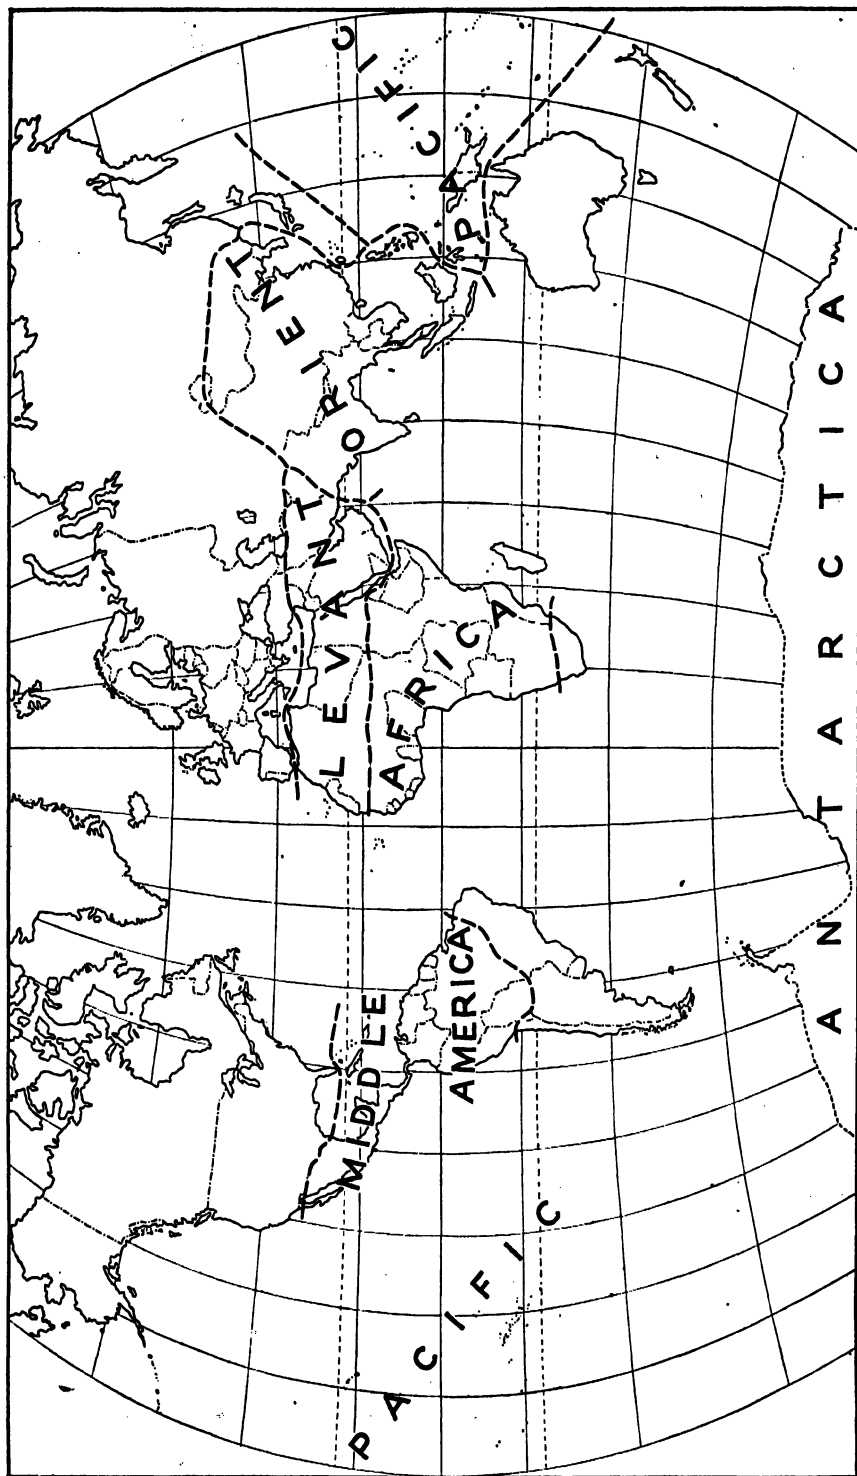 PACIFIC
ORIENT
LEVANT
AFRICA
MIDDLE
AMERICA
PACIFIC
ANTARCTICA